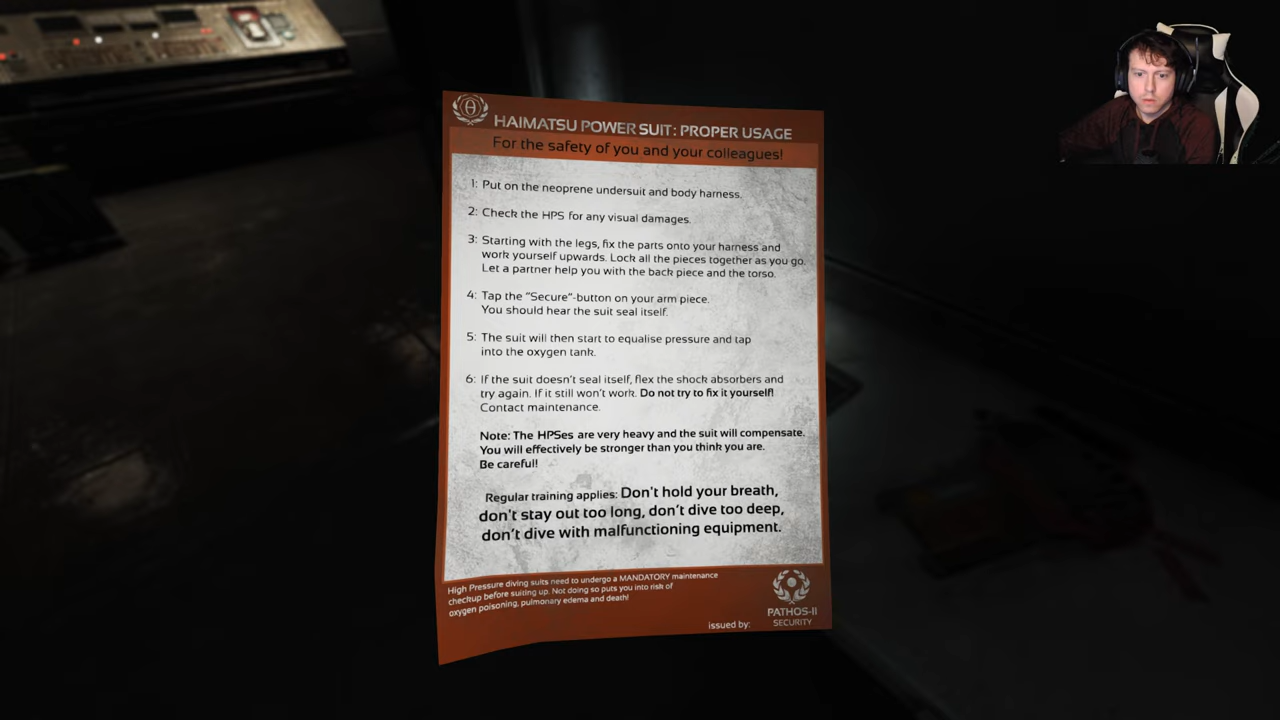 HAIMATSU POWER SUIT: PROPER USAGE
For the safety of you and your colleagues!
1: Put on the neoprene undersuit and body harness.
2: Check the HPS for any visual damages.
3: Starting with the legs, fix the parts onto your harness and
work yourself upwards. Lock all the pieces together as you go.
Let a partner help you with the back piece and the torso.
4: Tap the "Secure"-button on your arm piece.
You should hear the suit seal itself.
5: The suit will then start to equalise pressure and tap
into the oxygen tank.
6: If the suit doesn't seal itself, flex the shock absorbers and
try again. If it still won't work. Do not try to fix it yourself!
Contact maintenance.
Note: The HPSes are very heavy and the suit will compensate.
You will effectively be stronger than you think you are.
Be careful!
Regular training applies: Don't hold your breath,
don't stay out too long, don't dive too deep,
don't dive with malfunctioning equipment.
High Pressure diving suits need to undergo a MANDATORY maintenance
checkup before suiting up. Not doing so puts you into risk of
oxygen poisoning, pulmonary edema and death!
issued by:
PATHOS-II
SECURITY